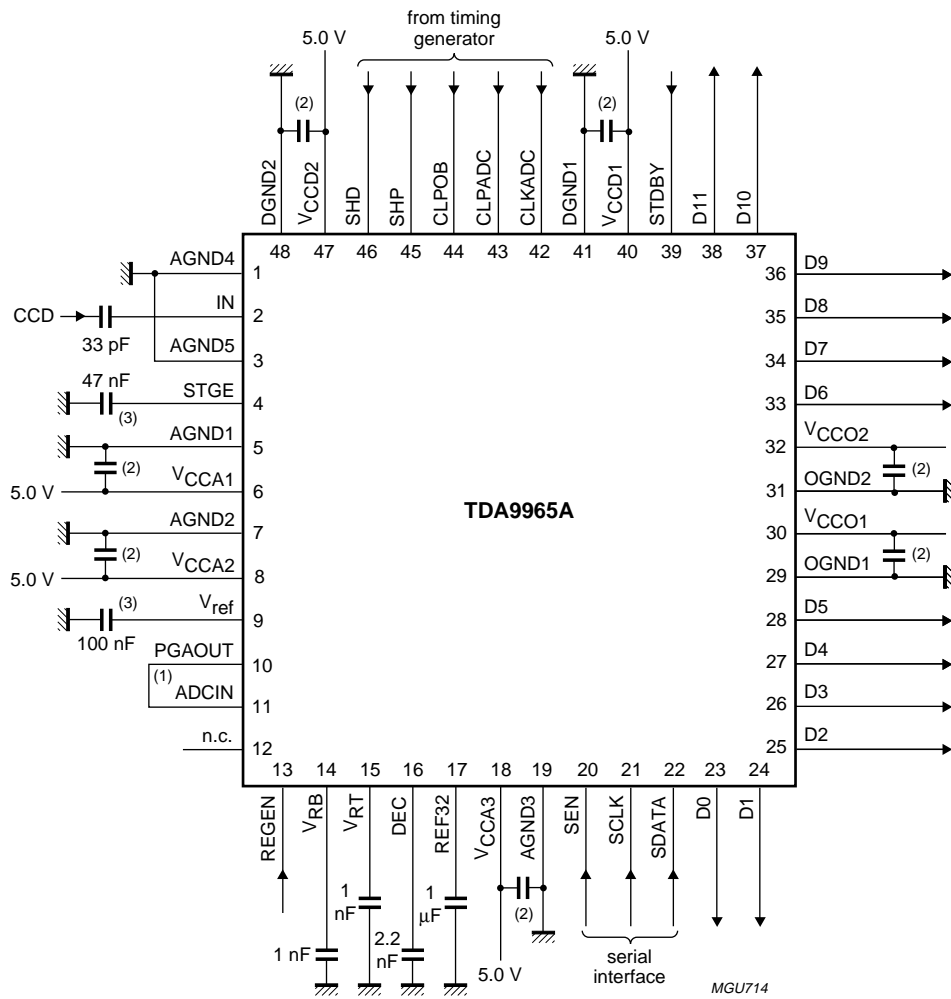 from timing
generator
5.0 V
5.0 V
(2)
(2)
DGND2
VCCD2
SHD
SHP
CLPOB
CLPADC
CLKADC
DGND1
VCCD1
STDBY
D11
D10
48
47
46
45
44
43
42
41
40
39
38
37
AGND4
1
CCD
IN
2
33 pF
AGND5
3
47 nF
STGE
4
(3)
AGND1
5
(2)
5.0 V
VCCA1
6
AGND2
7
(2)
5.0 V
VCCA2
8
(3)
Vref
9
100 nF
PGAOUT
10
(1)
ADCIN
11
n.c.
12
TDA9965A
36
D9
35
D8
34
D7
33
D6
32
VCCO2
(2)
31
OGND2
30
VCCO1
(2)
29
OGND1
28
D5
27
D4
26
D3
25
D2
13
14
15
16
17
18
19
20
21
22
23
24
REGEN
VRB
VRT
DEC
REF32
VCCA3
AGND3
SEN
SCLK
SDATA
D0
D1
1 nF
1
nF
2.2
nF
1
μF
(2)
5.0 V
serial
interface
MGU714